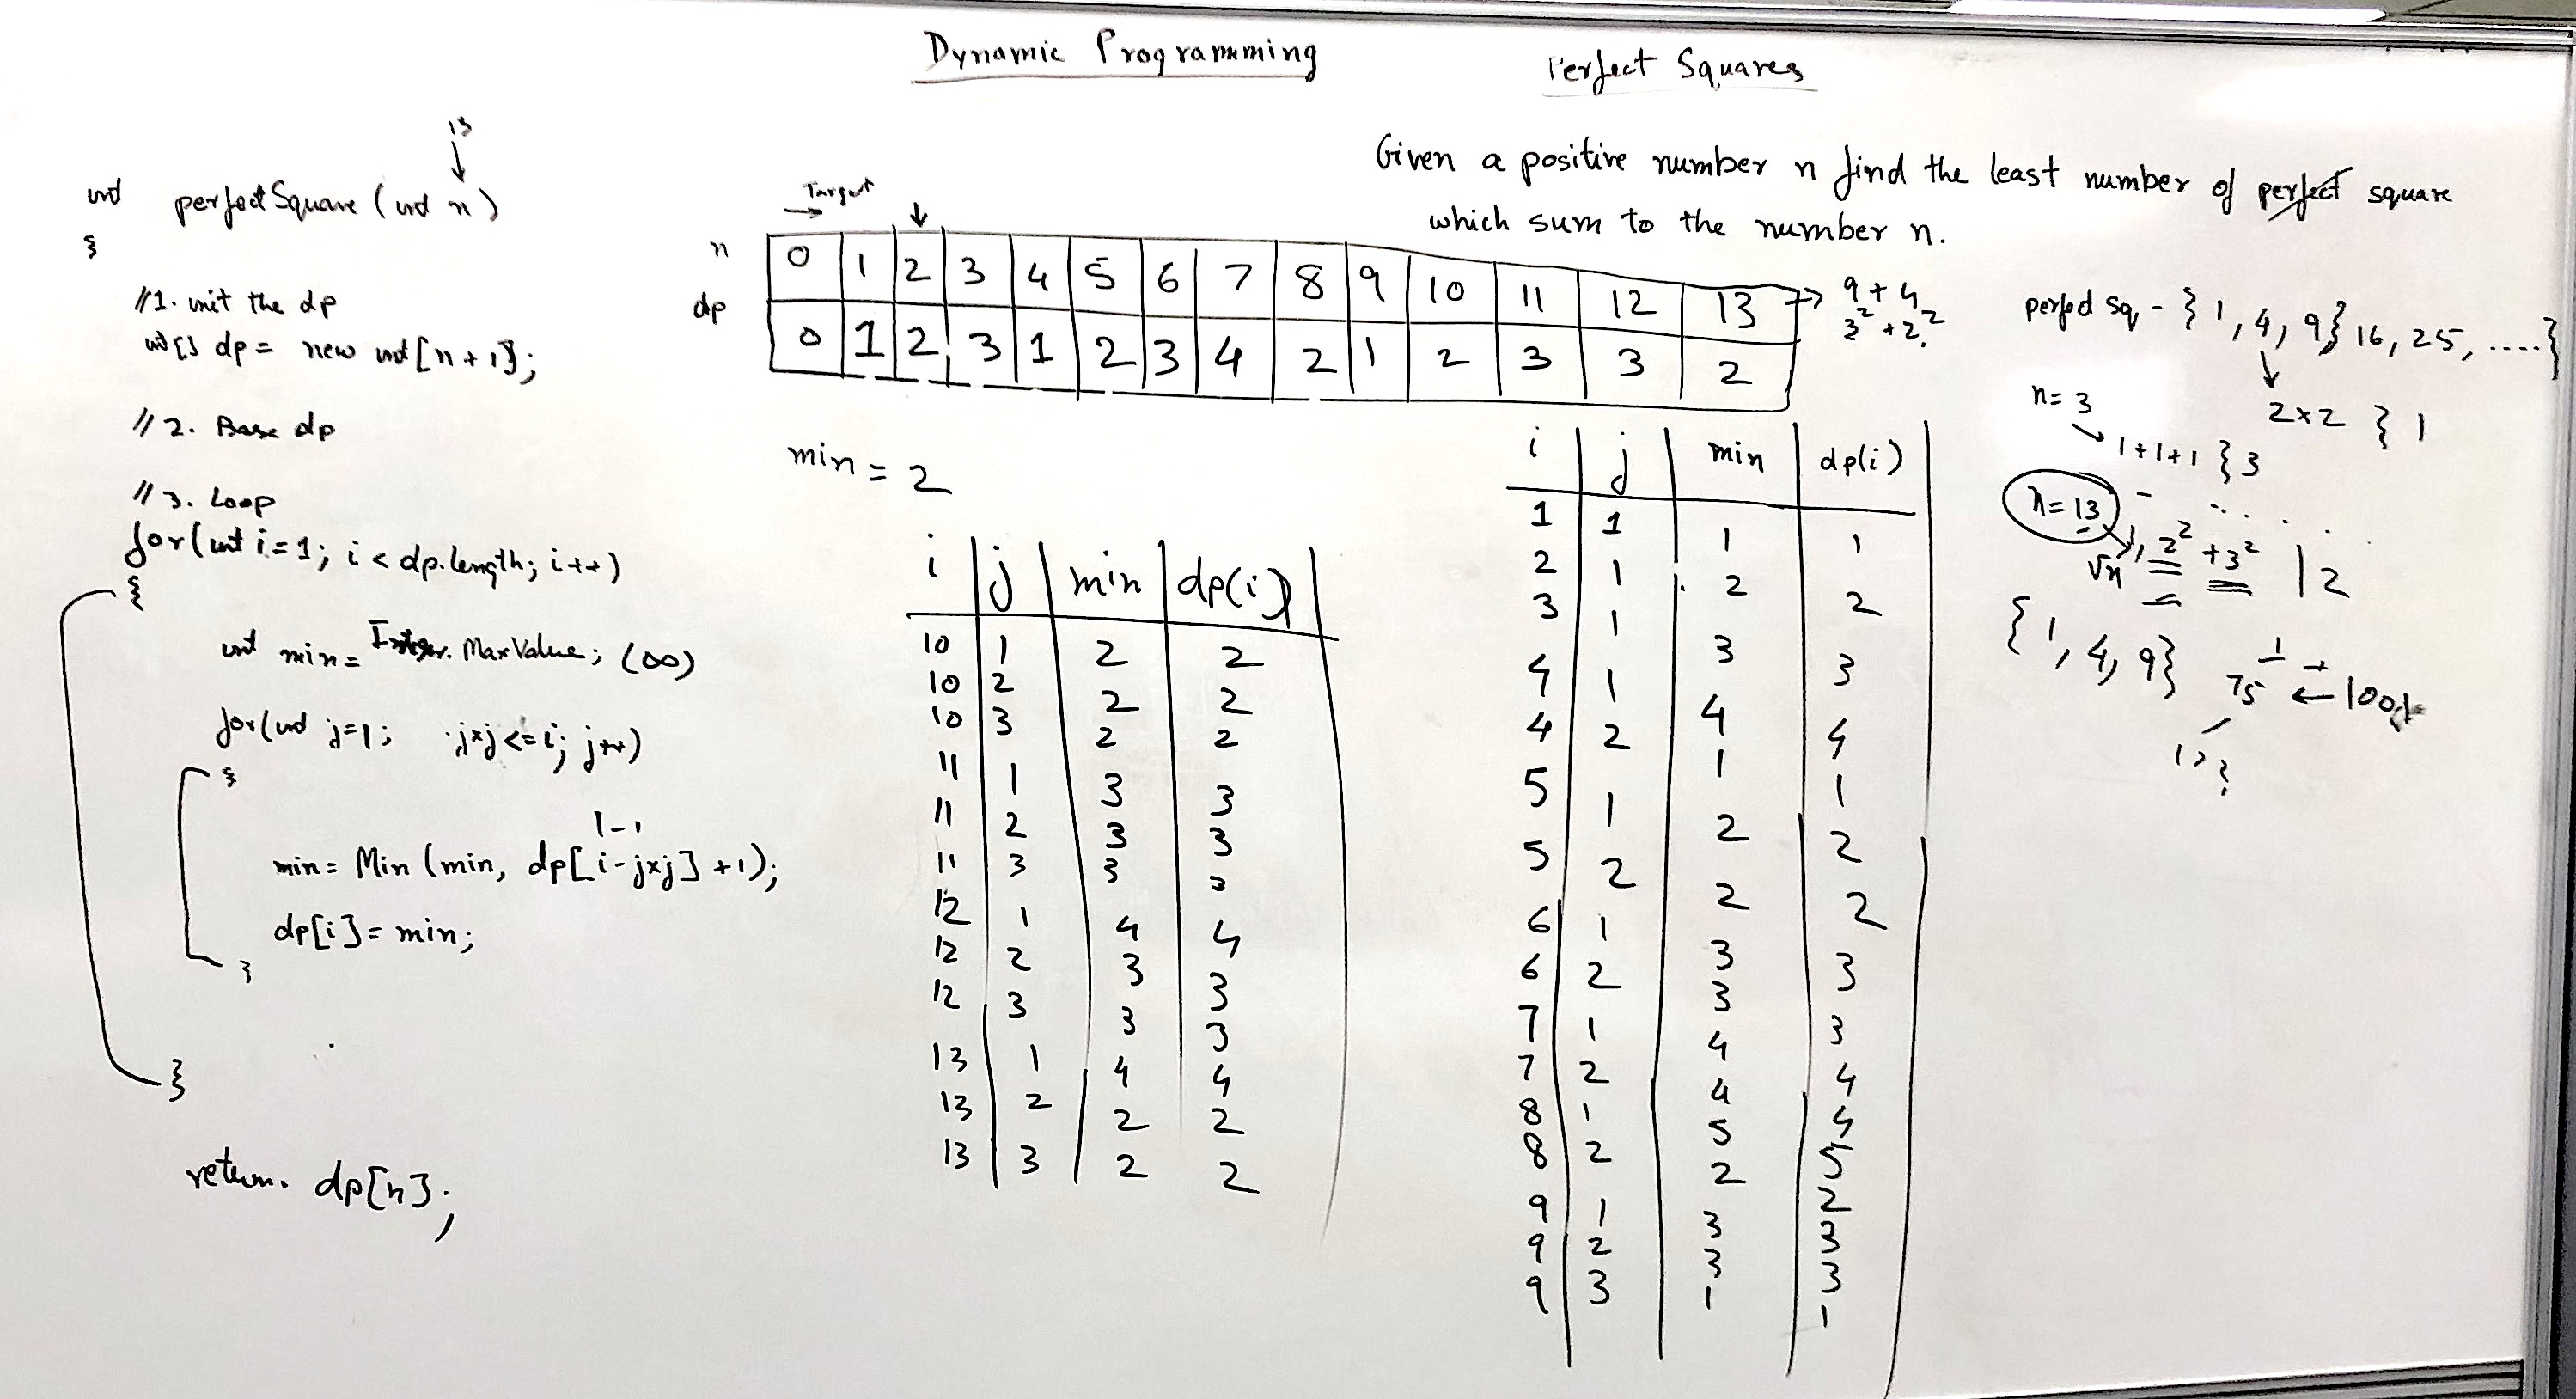 Dynamic Programming
Perfect Squares
Given a positive number n find the least number of perfect square
which sum to the number n.
13
int perfectSquare (int n)
{
//1. init the dp
int[] dp = new int[n+1];
// 2. Base dp
// 3. Loop
for(int i=1; i < dp.length; i++)
{
int min = Integer.MaxValue; (∞)
for(int j=1; j*j <= i; j++)
{
1-1
min = Min (min, dp[i-j×j] +1);
dp[i] = min;
}
}
return dp[n];
Target
n 0 1 2 3 4 5 6 7 8 9 10 11 12 13
dp 0 1 2 3 1 2 3 4 2 1 2 3 3 2
→ 9 + 4
3² + 2²
min = 2
i j min dp(i)
10 1 2 2
10 2 2 2
10 3 2 2
11 1 3 3
11 2 3 3
11 3 3 3
12 1 4 4
12 2 3 3
12 3 3 3
13 1 4 4
13 2 2 2
13 3 2 2
i j min dp(i)
1 1 1 1
2 1 2 2
3 1 3 3
4 1 4 4
4 2 1 1
5 1 2 2
5 2 2 2
6 1 3 3
6 2 3 3
7 1 4 4
7 2 4 4
8 1 5 5
8 2 2 2
9 1 3 3
9 2 3 3
9 3 1 1
perfed sq - { 1, 4, 9} 16, 25, ....}
2×2 } 1
n= 3
1+1+1 } 3
n= 13
√n 1, 2² +3² | 2
{ 1, 4, 9}
75 ← 100